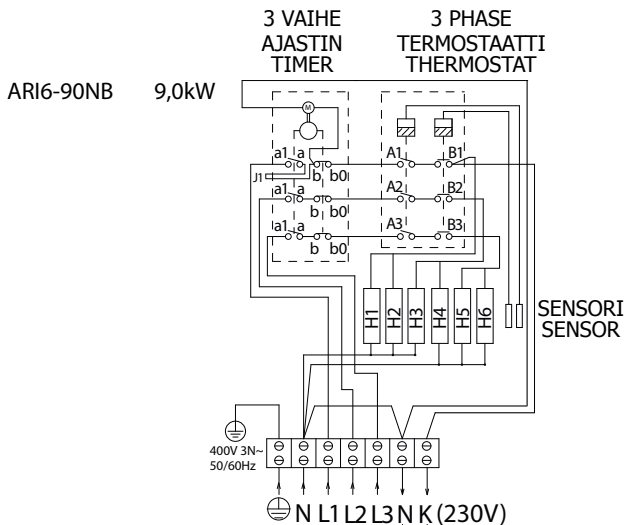 3 VAIHE
AJASTIN
TIMER
3 PHASE
TERMOSTAATTI
THERMOSTAT
ARI6-90NB 9,0kW
M
a1 a
b b0
A1
B1
J1
a1 a
b b0
A2
B2
a1 a
b b0
A3
B3
H1 H2 H3 H4 H5 H6
SENSORI
SENSOR
400V 3N~
50/60Hz
N L1 L2 L3 N K (230V)